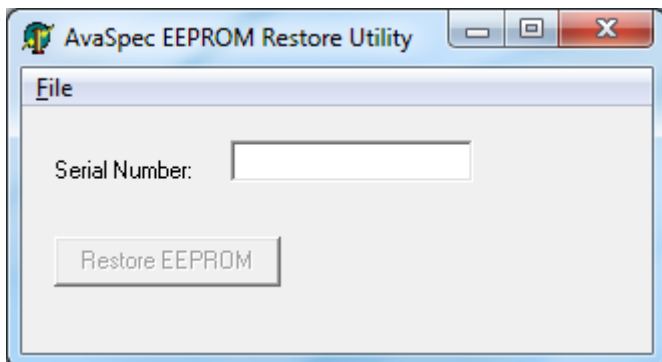 AvaSpec EEPROM Restore Utility
File
Serial Number:
Restore EEPROM